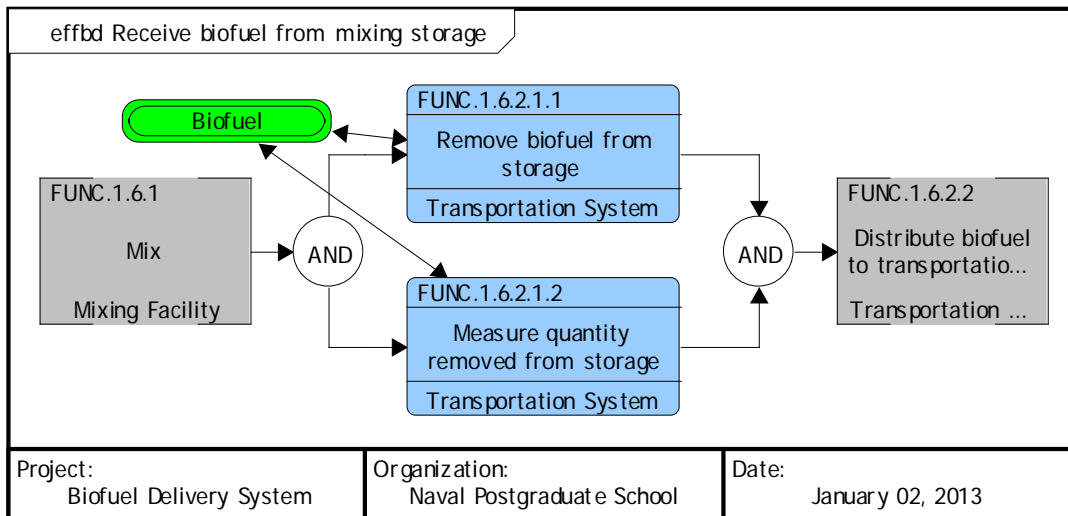 effbd Receive biofuel from mixing storage
Biofuel
FUNC.1.6.2.1.1
Remove biofuel from
storage
Transportation System
FUNC.1.6.1
Mix
Mixing Facility
AND
AND
FUNC.1.6.2.2
Distribute biofuel
to transportatio...
Transportation ...
FUNC.1.6.2.1.2
Measure quantity
removed from storage
Transportation System
Project:
Biofuel Delivery System
Organization:
Naval Postgraduate School
Date:
January 02, 2013